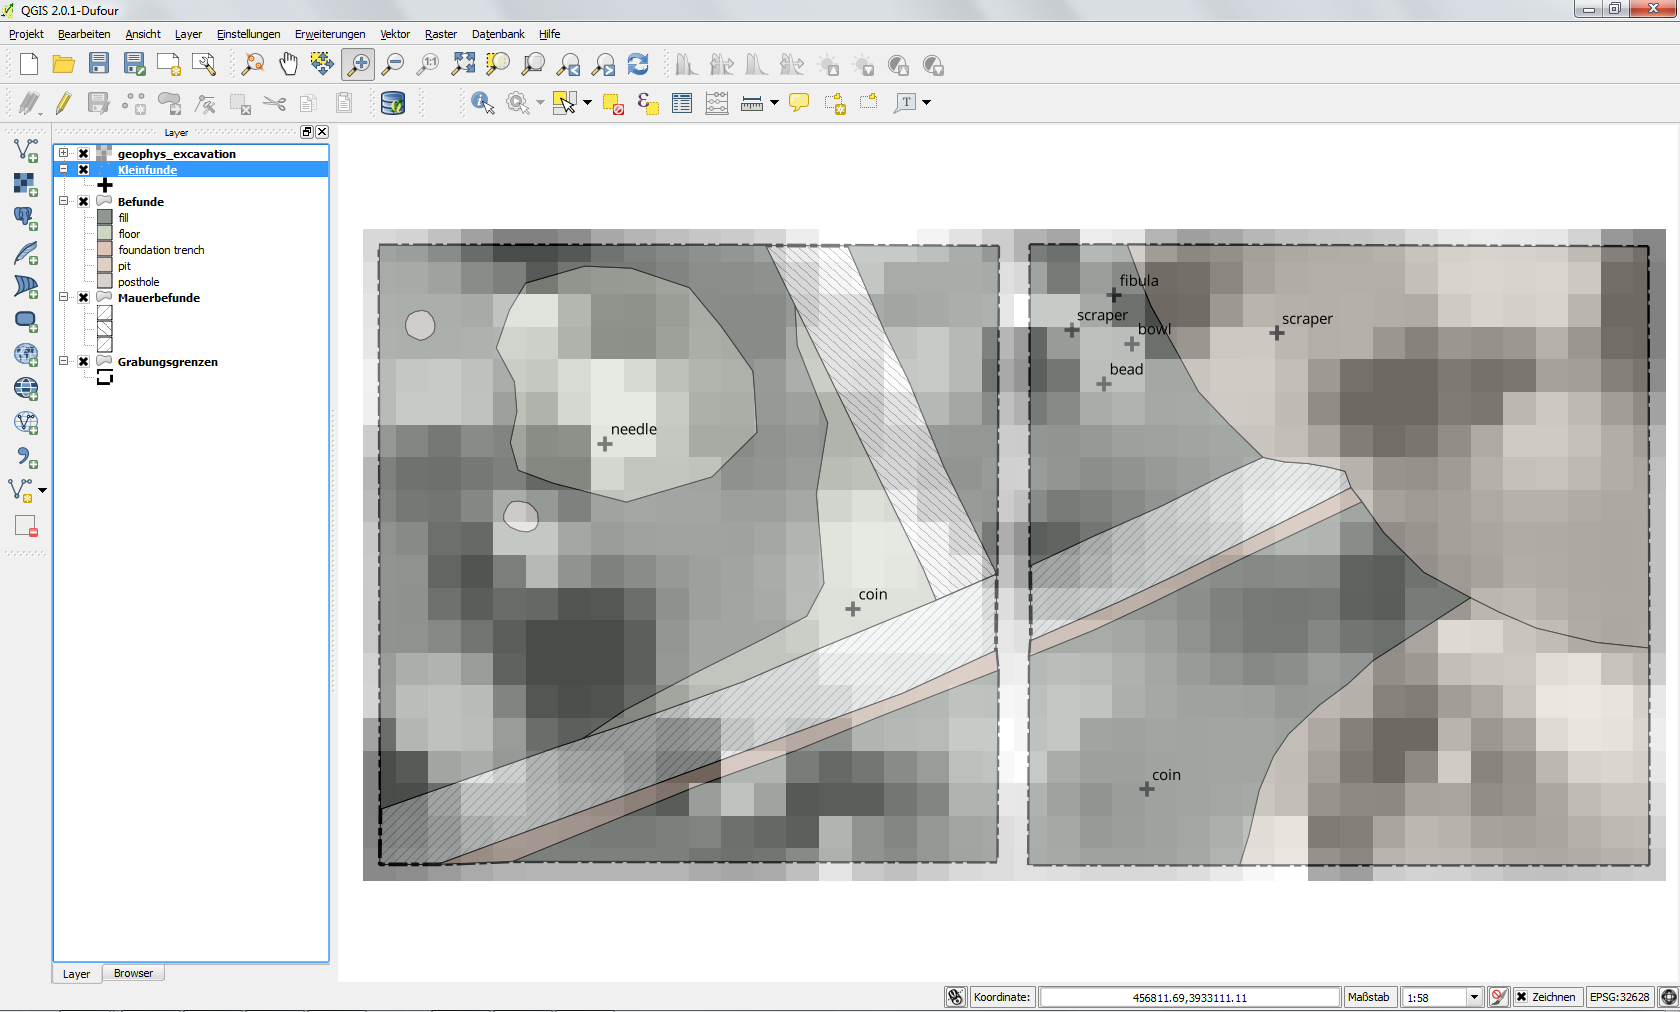 QGIS 2.0.1-Dufour
Projekt Bearbeiten Ansicht Layer Einstellungen Erweiterungen Vektor Raster Datenbank Hilfe
1:1
T
Layer
geophys_excavation
Kleinfunde
Befunde
fill
floor
foundation trench
pit
posthole
Mauerbefunde
Grabungsgrenzen
fibula
scraper
scraper
bowl
bead
needle
coin
coin
Layer Browser
Koordinate: 456811.69,3933111.11 Maßstab 1:58 Zeichnen EPSG:32628